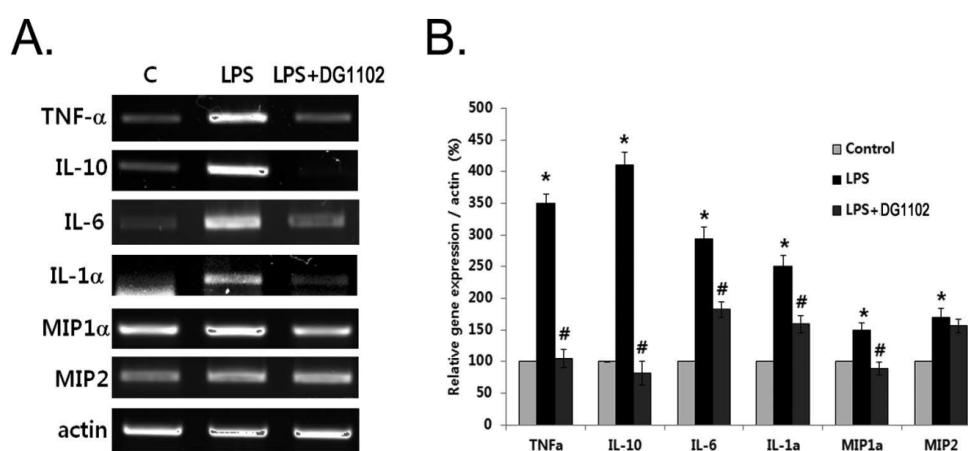 A.
C LPS LPS+DG1102
TNF-α
IL-10
IL-6
IL-1α
MIP1α
MIP2
actin
B.
Relative gene expression / actin (%)
500
450
400
350
300
250
200
150
100
50
0
* # * # * # * # * # *
Control
LPS
LPS+DG1102
TNFa IL-10 IL-6 IL-1a MIP1a MIP2